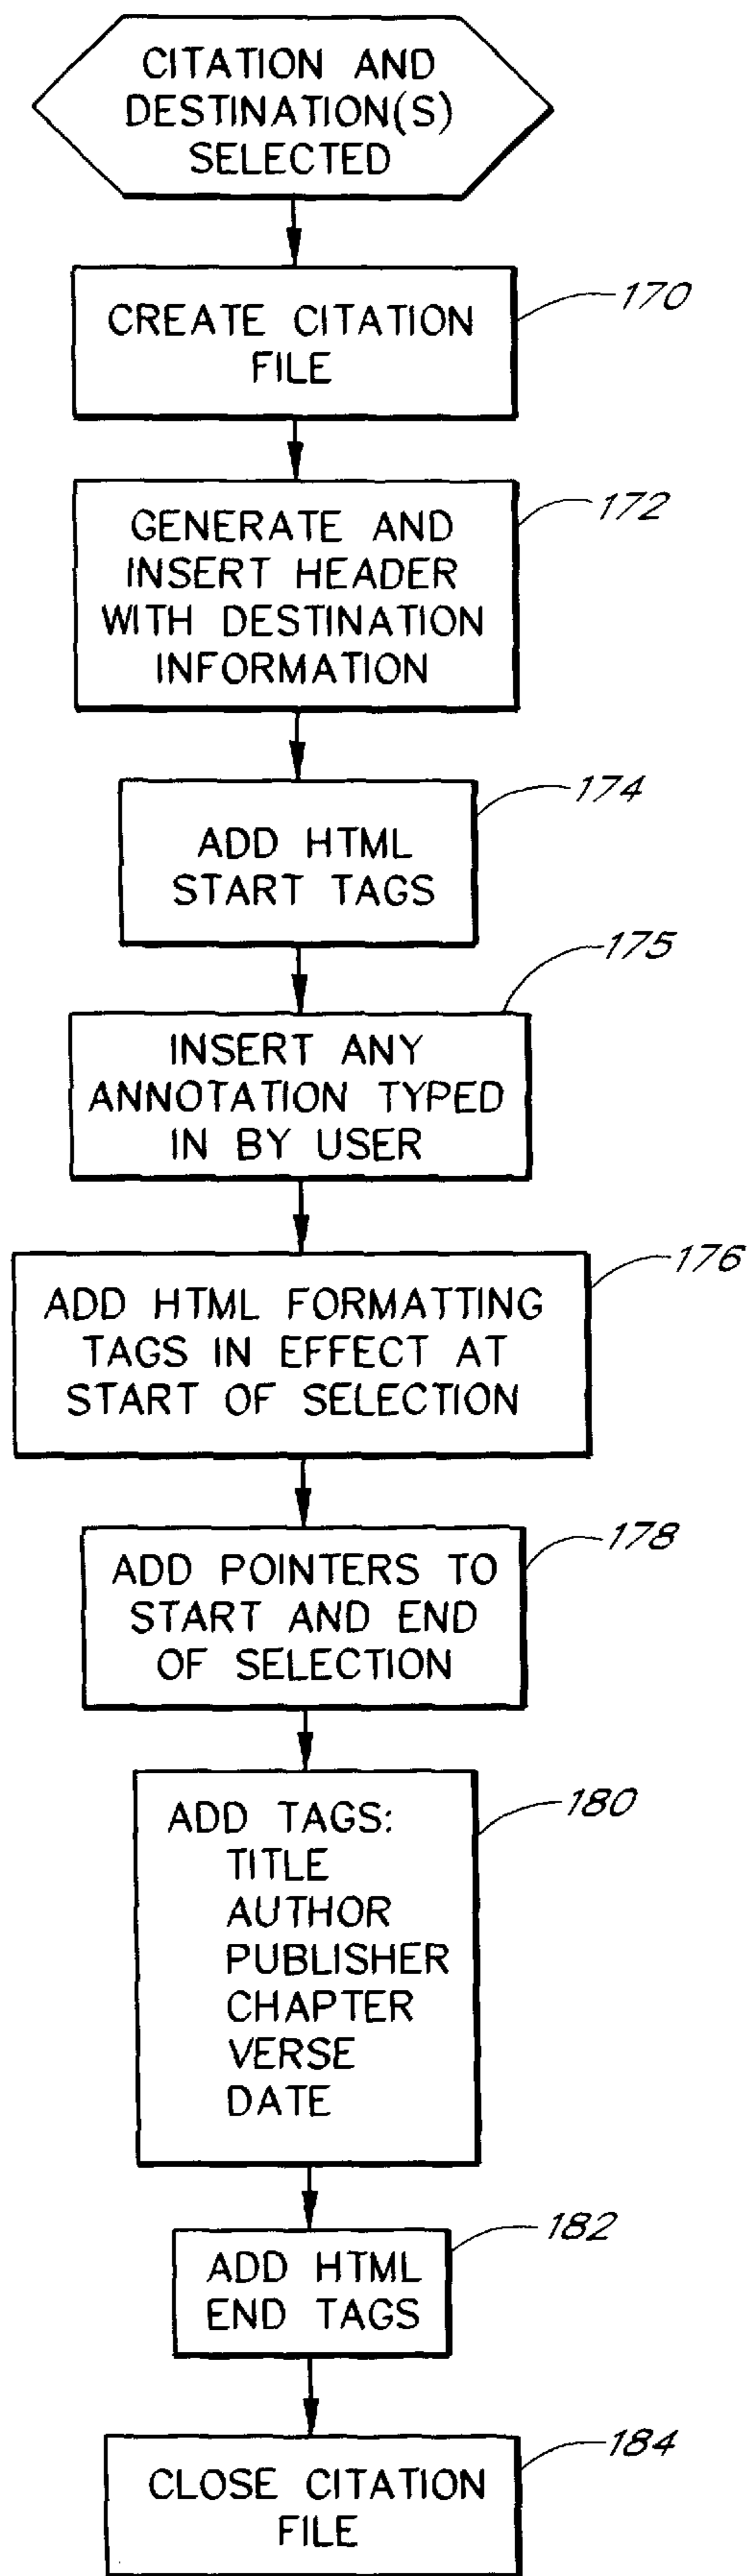 CITATION AND
DESTINATION(S)
SELECTED
170
CREATE CITATION
FILE
172
GENERATE AND
INSERT HEADER
WITH DESTINATION
INFORMATION
174
ADD HTML
START TAGS
175
INSERT ANY
ANNOTATION TYPED
IN BY USER
176
ADD HTML FORMATTING
TAGS IN EFFECT AT
START OF SELECTION
178
ADD POINTERS TO
START AND END
OF SELECTION
180
ADD TAGS:
TITLE
AUTHOR
PUBLISHER
CHAPTER
VERSE
DATE
182
ADD HTML
END TAGS
184
CLOSE CITATION
FILE